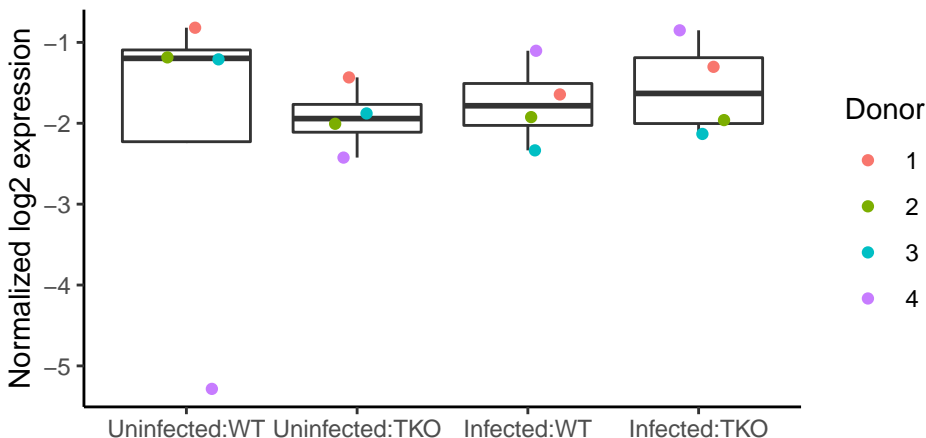 Normalized log2 expression
−1
−2
−3
−4
−5
Uninfected:WT
Uninfected:TKO
Infected:WT
Infected:TKO
Donor
1
2
3
4